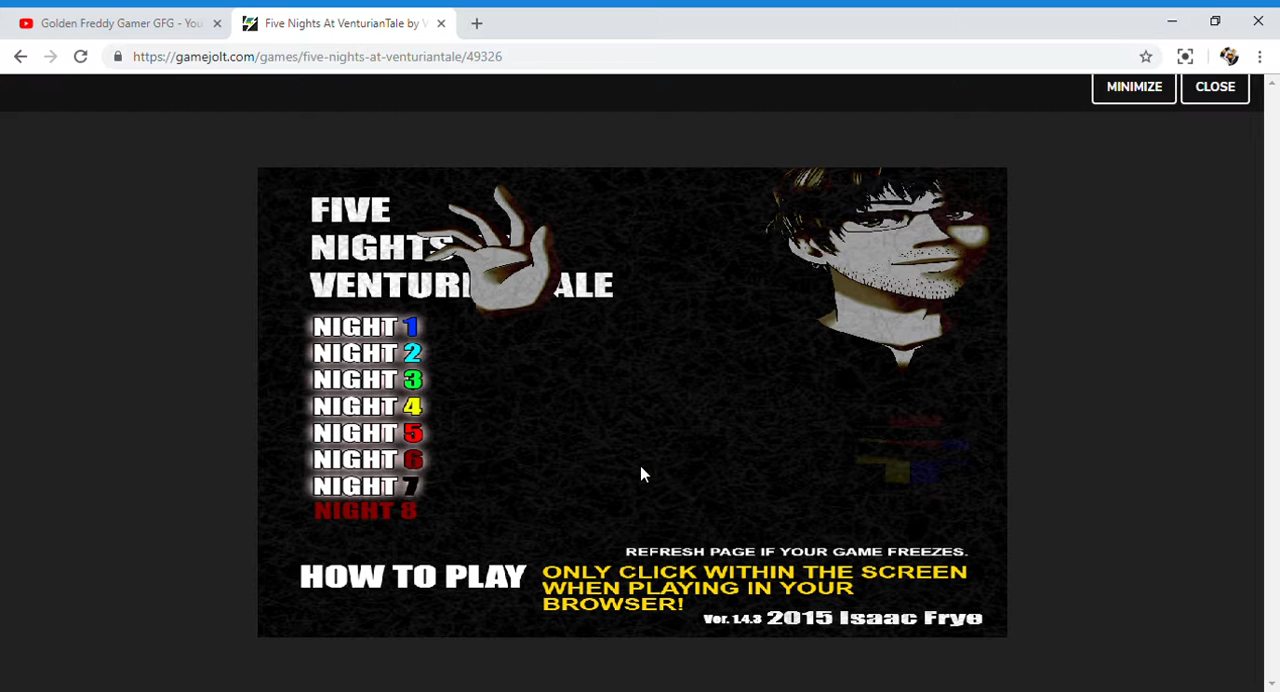 Golden Freddy Gamer GFG - You
Five Nights At VenturianTale by V
https://gamejolt.com/games/five-nights-at-venturiantale/49326
MINIMIZE
CLOSE
FIVE
NIGHTS
VENTURI ALE
NIGHT 1
NIGHT 2
NIGHT 3
NIGHT 4
NIGHT 5
NIGHT 6
NIGHT 7
NIGHT 8
REFRESH PAGE IF YOUR GAME FREEZES.
HOW TO PLAY
ONLY CLICK WITHIN THE SCREEN
WHEN PLAYING IN YOUR
BROWSER!
Ver. 1.4.3 2015 Isaac Frye